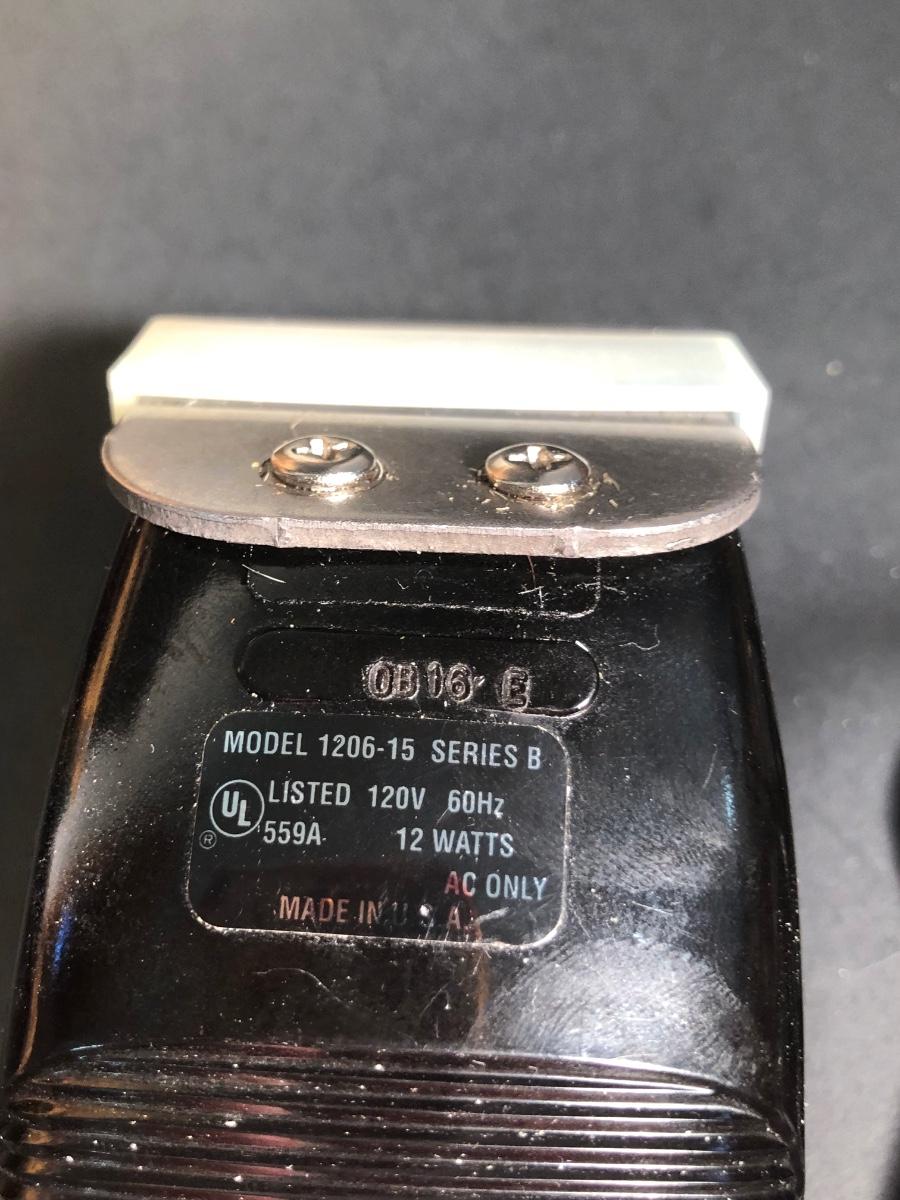 0B16 E
MODEL 1206-15 SERIES B
UL LISTED 120V 60Hz
® 559A 12 WATTS
AC ONLY
MADE IN U.S.A.